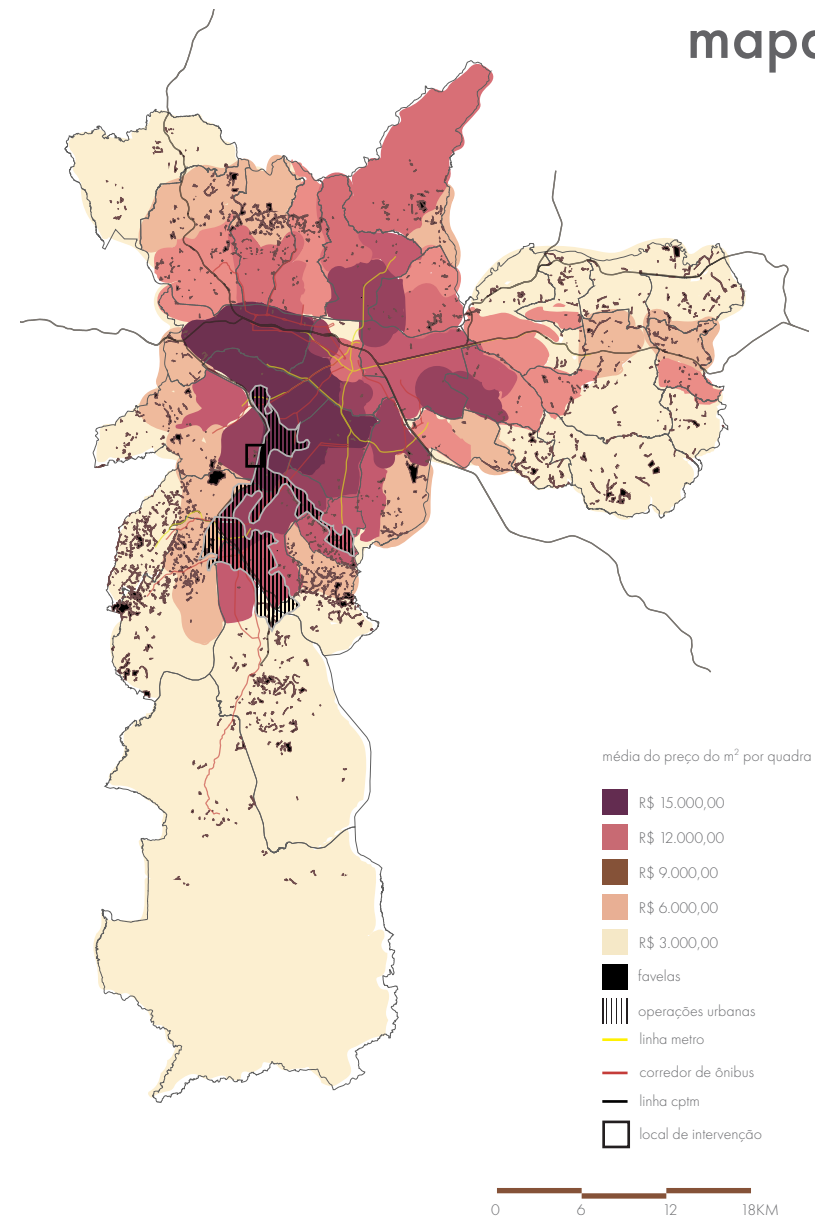 mapa
média do preço do m² por quadra
R$ 15.000,00
R$ 12.000,00
R$ 9.000,00
R$ 6.000,00
R$ 3.000,00
favelas
operações urbanas
linha metro
corredor de ônibus
linha cptm
local de intervenção
0 6 12 18KM